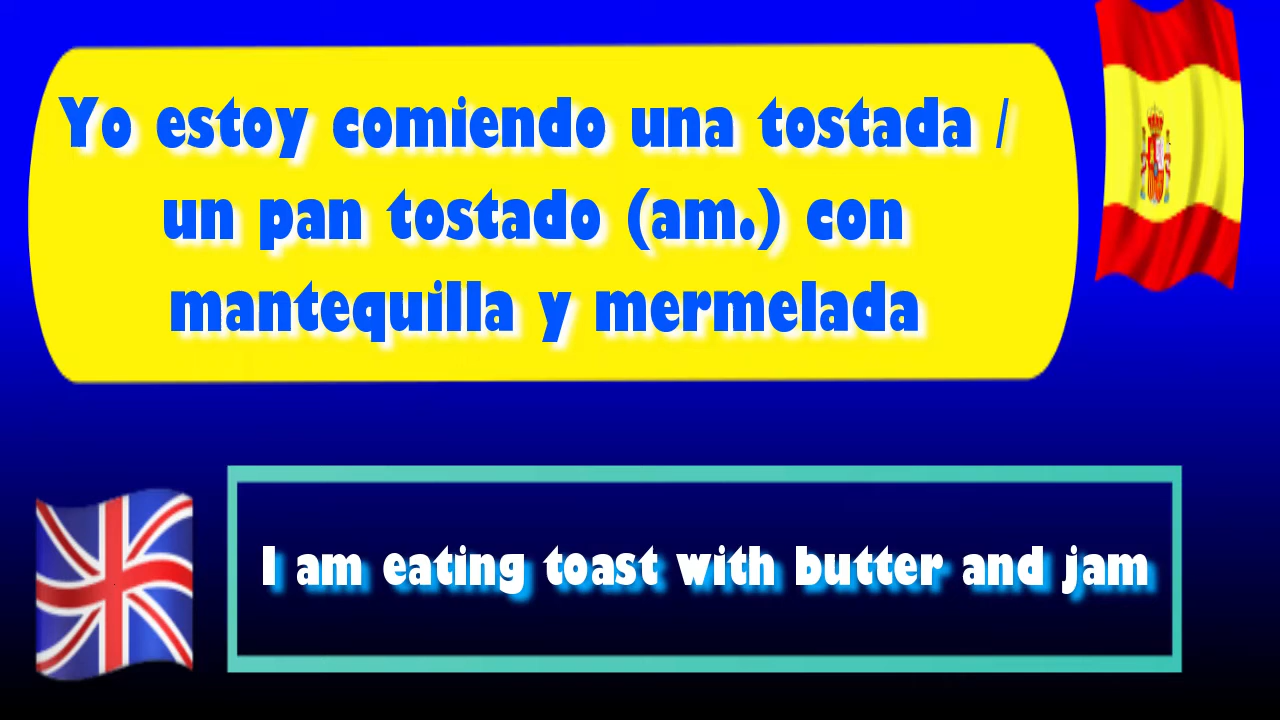 Yo estoy comiendo una tostada /
un pan tostado (am.) con
mantequilla y mermelada
I am eating toast with butter and jam